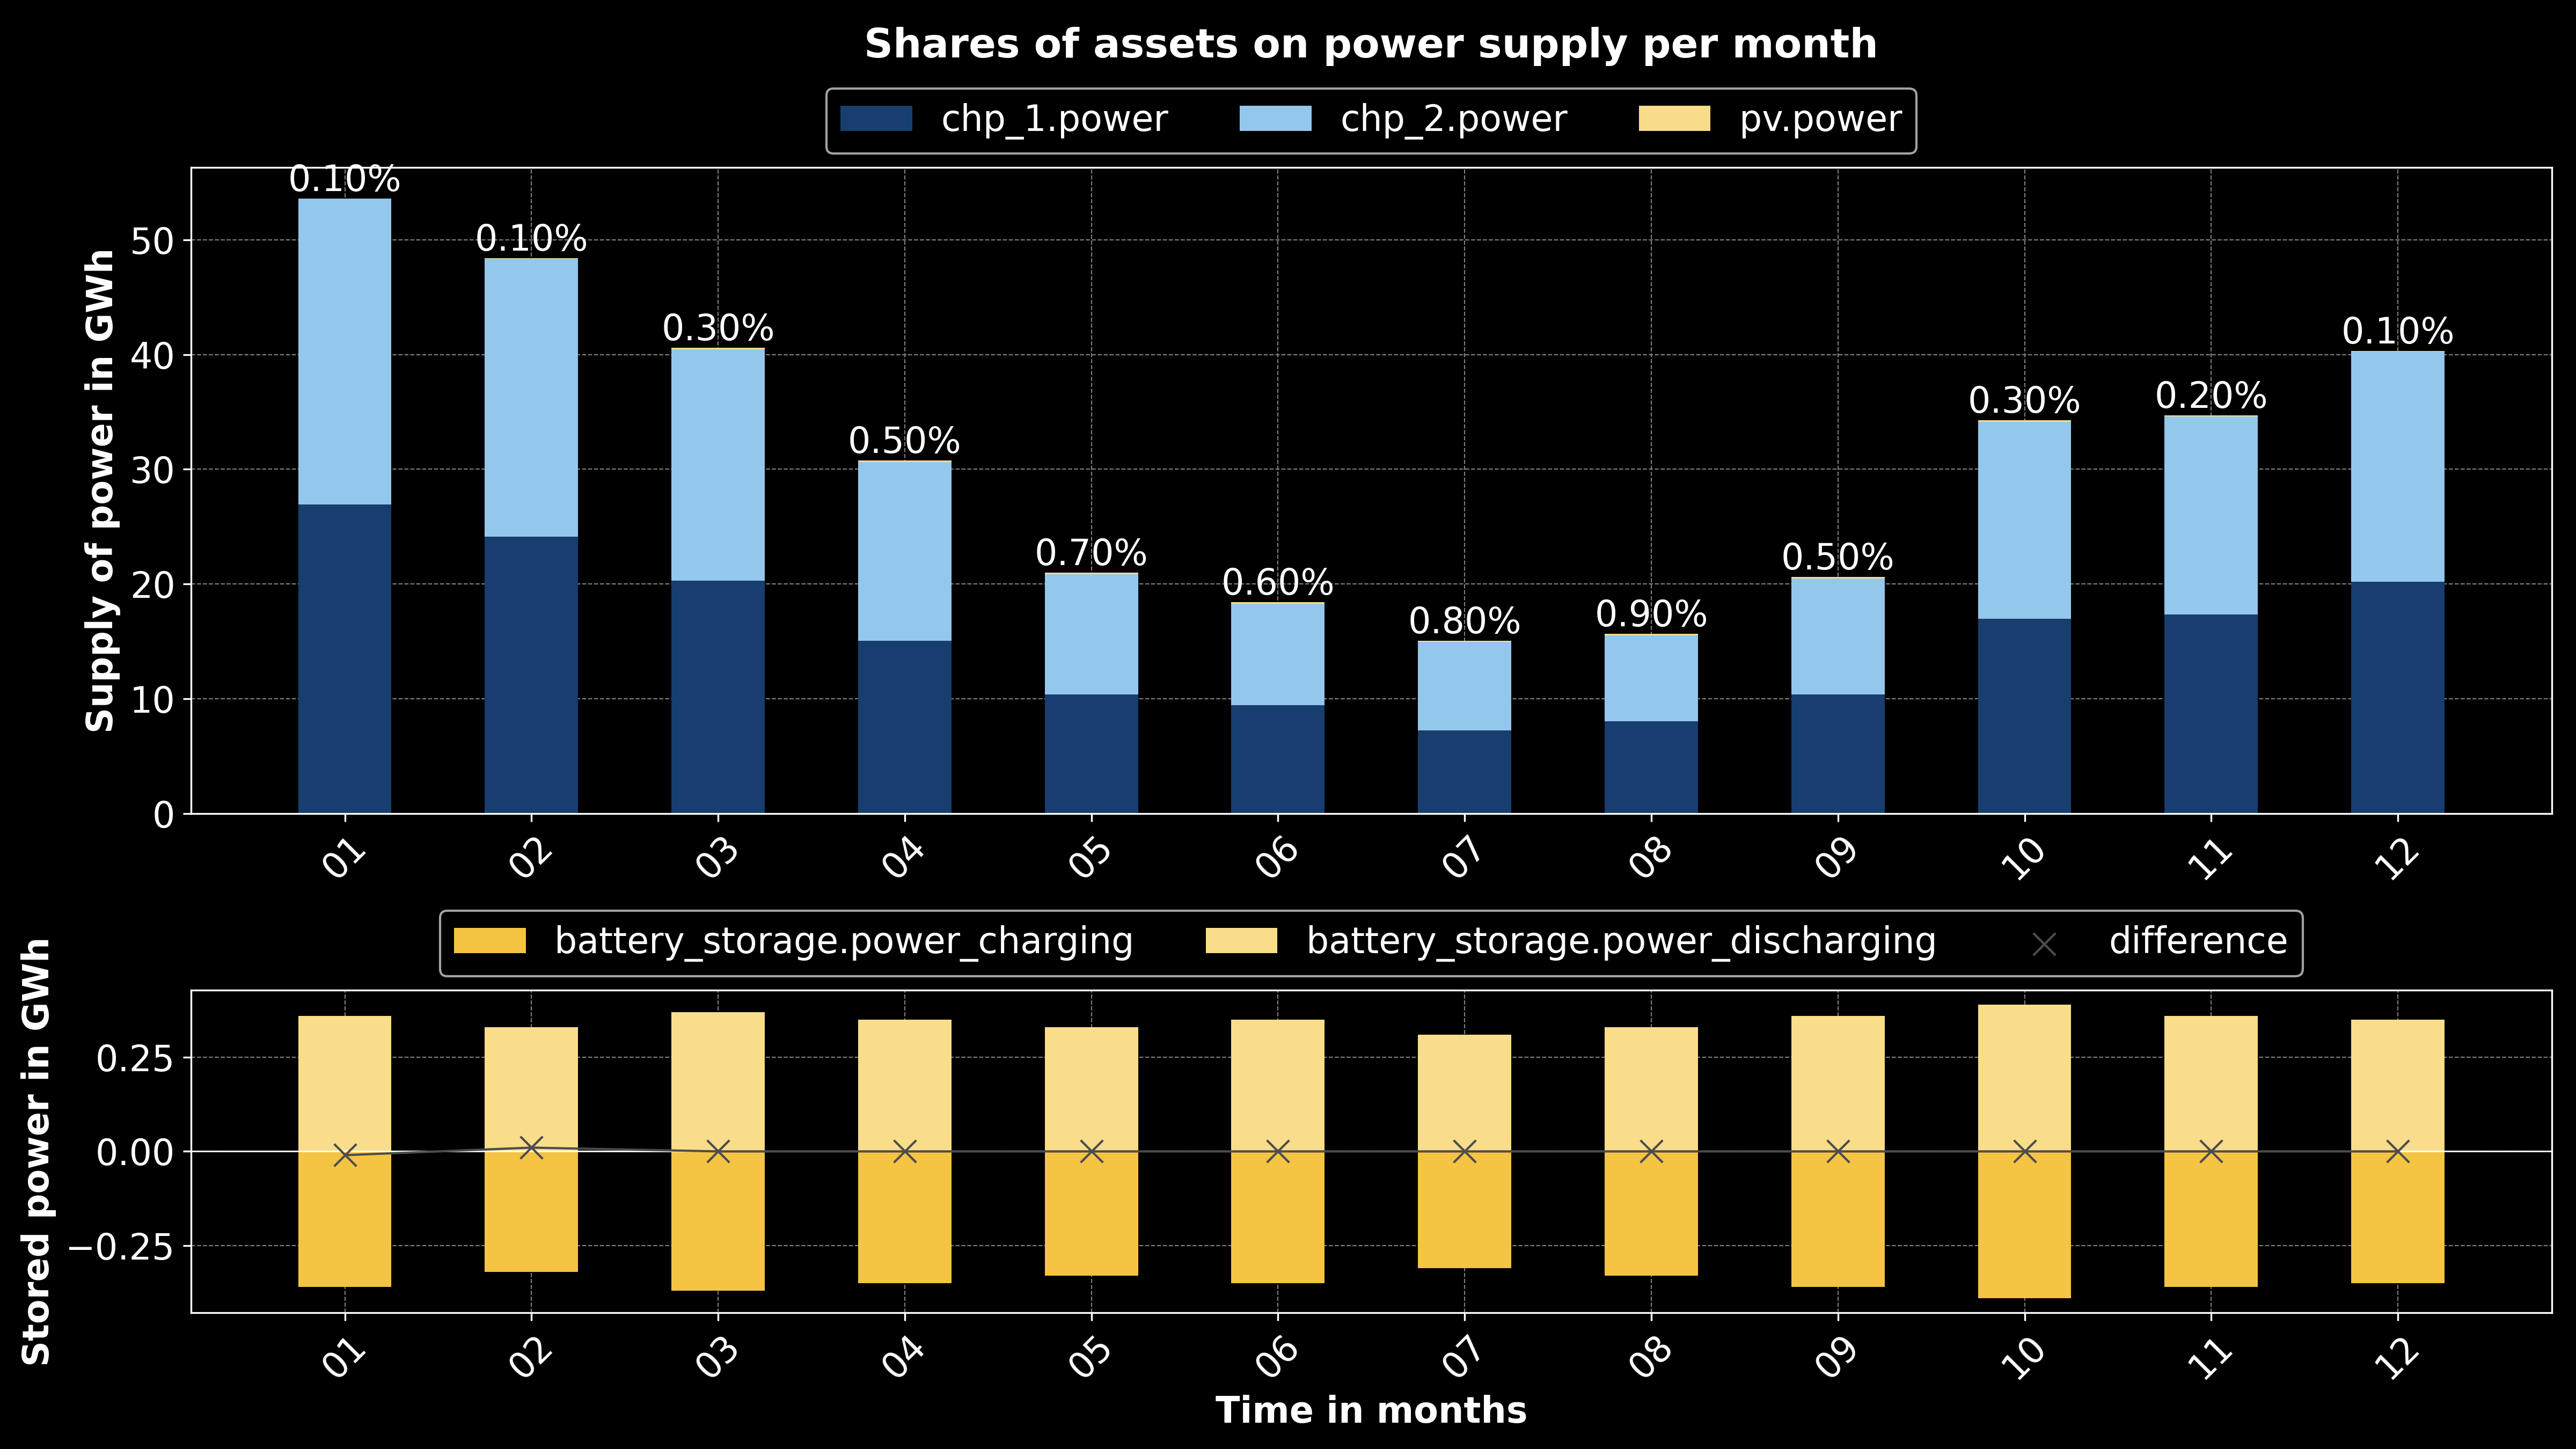 Shares of assets on power supply per month
chp_1.power chp_2.power pv.power
Supply of power in GWh
50
40
30
20
10
0
0.10%
0.10%
0.30%
0.50%
0.70%
0.60%
0.80%
0.90%
0.50%
0.30%
0.20%
0.10%
01 02 03 04 05 06 07 08 09 10 11 12
battery_storage.power_charging battery_storage.power_discharging difference
Stored power in GWh
0.25
0.00
−0.25
01 02 03 04 05 06 07 08 09 10 11 12
Time in months